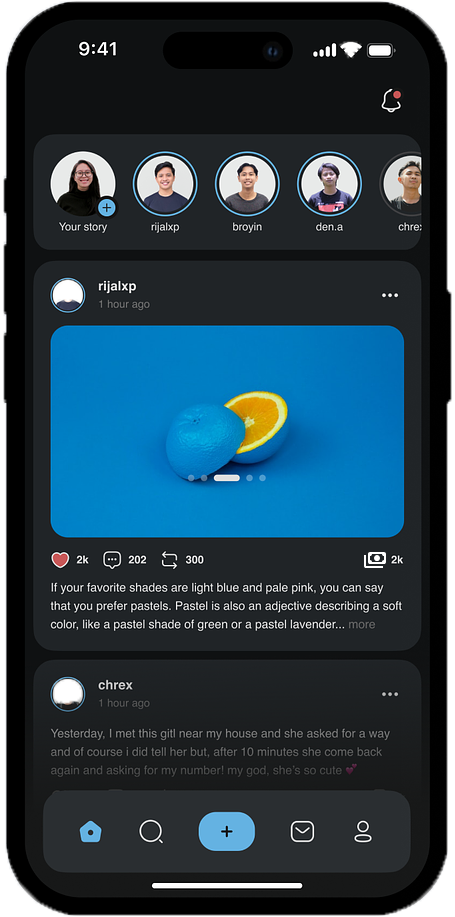 9:41
Your story
rijalxp
broyin
den.a
chrex
rijalxp
1 hour ago
2k
202
300
2k
If your favorite shades are light blue and pale pink, you can say
that you prefer pastels. Pastel is also an adjective describing a soft
color, like a pastel shade of green or a pastel lavender... more
chrex
1 hour ago
Yesterday, I met this gitl near my house and she asked for a way
and of course i did tell her but, after 10 minutes she come back
again and asking for my number! my god, she's so cute 💕